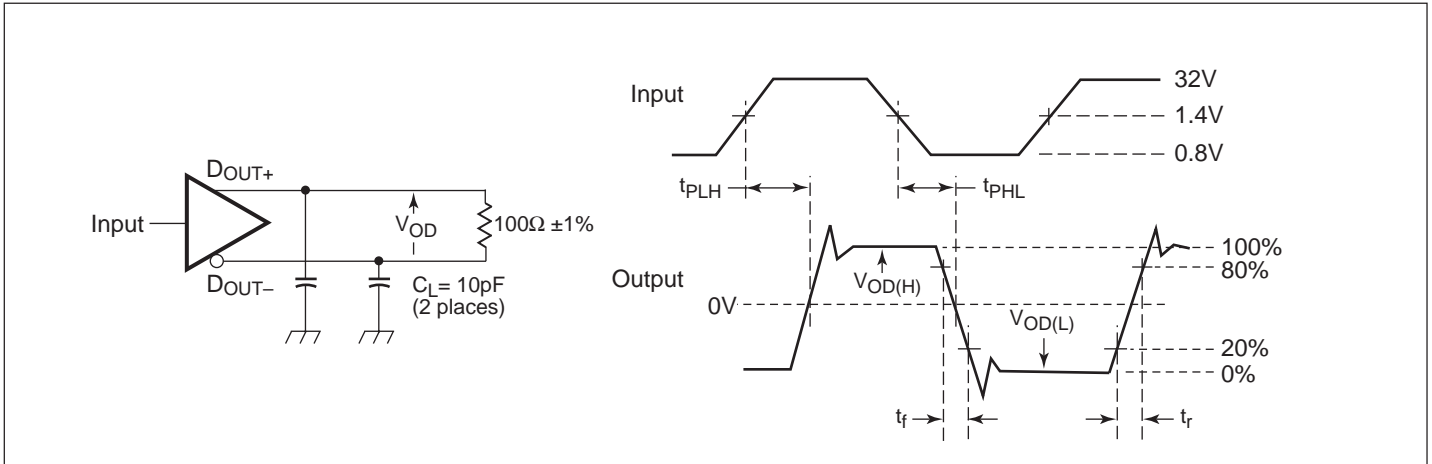 Input
DOUT+
DOUT–
VOD
100Ω ±1%
CL= 10pF
(2 places)
Input
32V
1.4V
0.8V
tPLH
tPHL
Output
0V
VOD(H)
VOD(L)
100%
80%
20%
0%
tf
tr